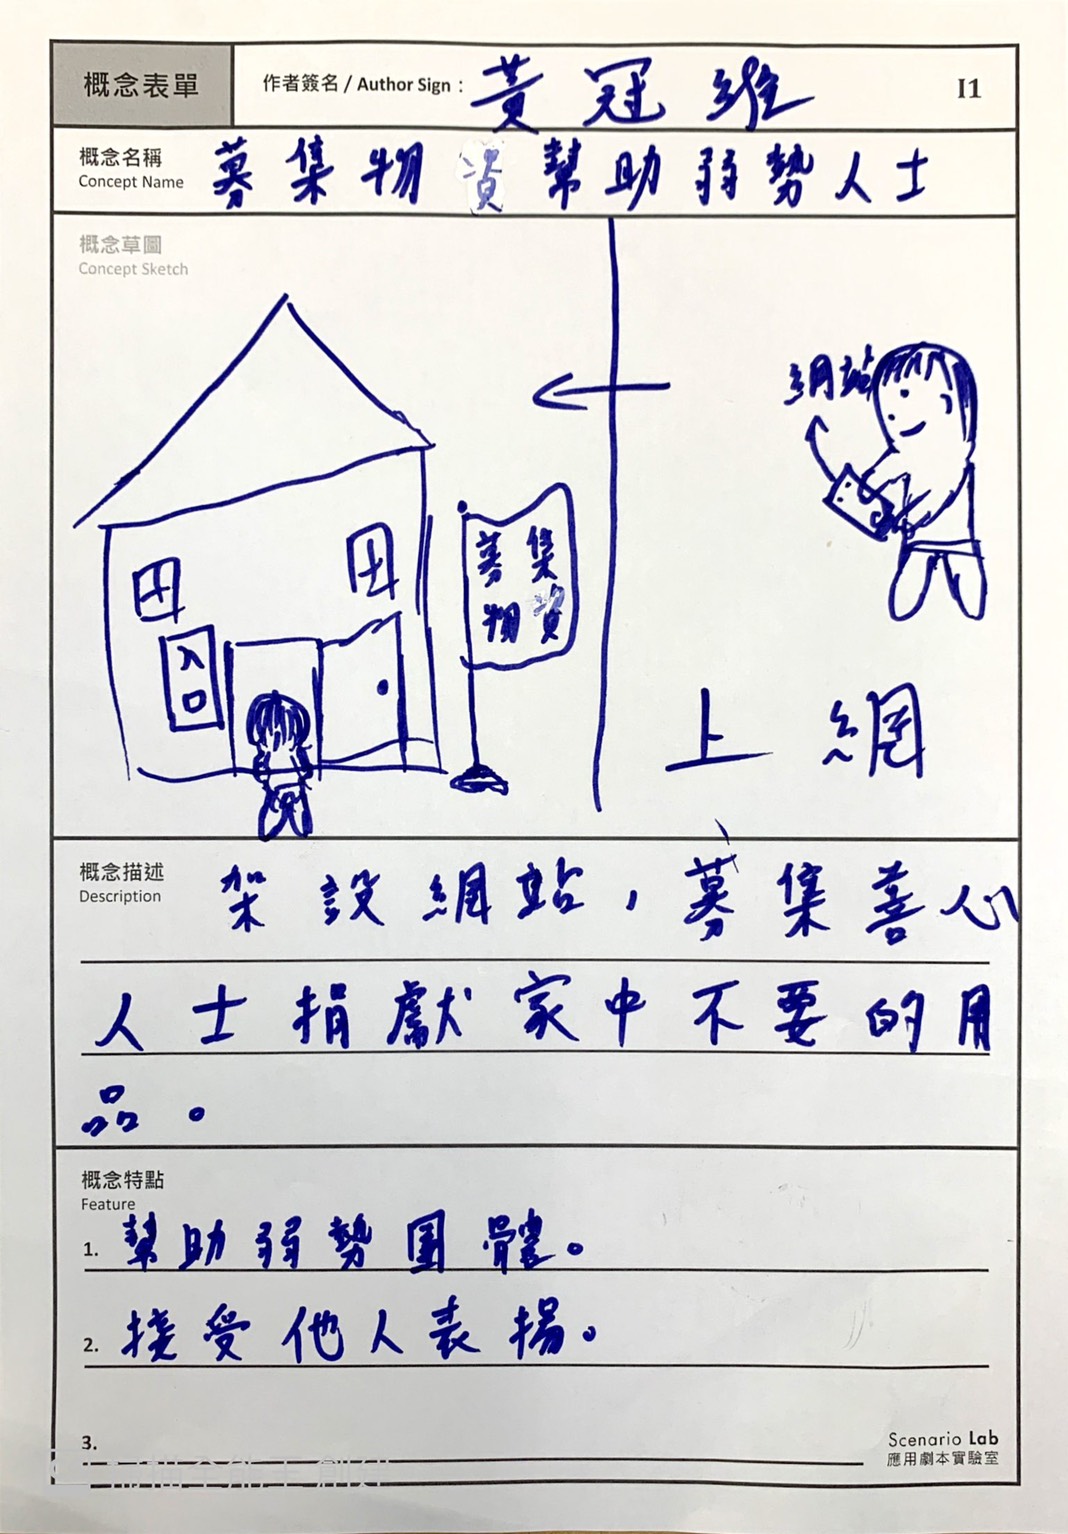 概念表單
作者簽名 / Author Sign : 黃冠維
I1
概念名稱
Concept Name
募集物資幫助弱勢人士
概念草圖
Concept Sketch
網站
募集
物資
入
口
上網
概念描述
Description
架設網站，募集善心
人士捐獻家中不要的用
品。
概念特點
Feature
1. 幫助弱勢團體。
2. 接受他人表揚。
3.
Scenario Lab
應用劇本實驗室